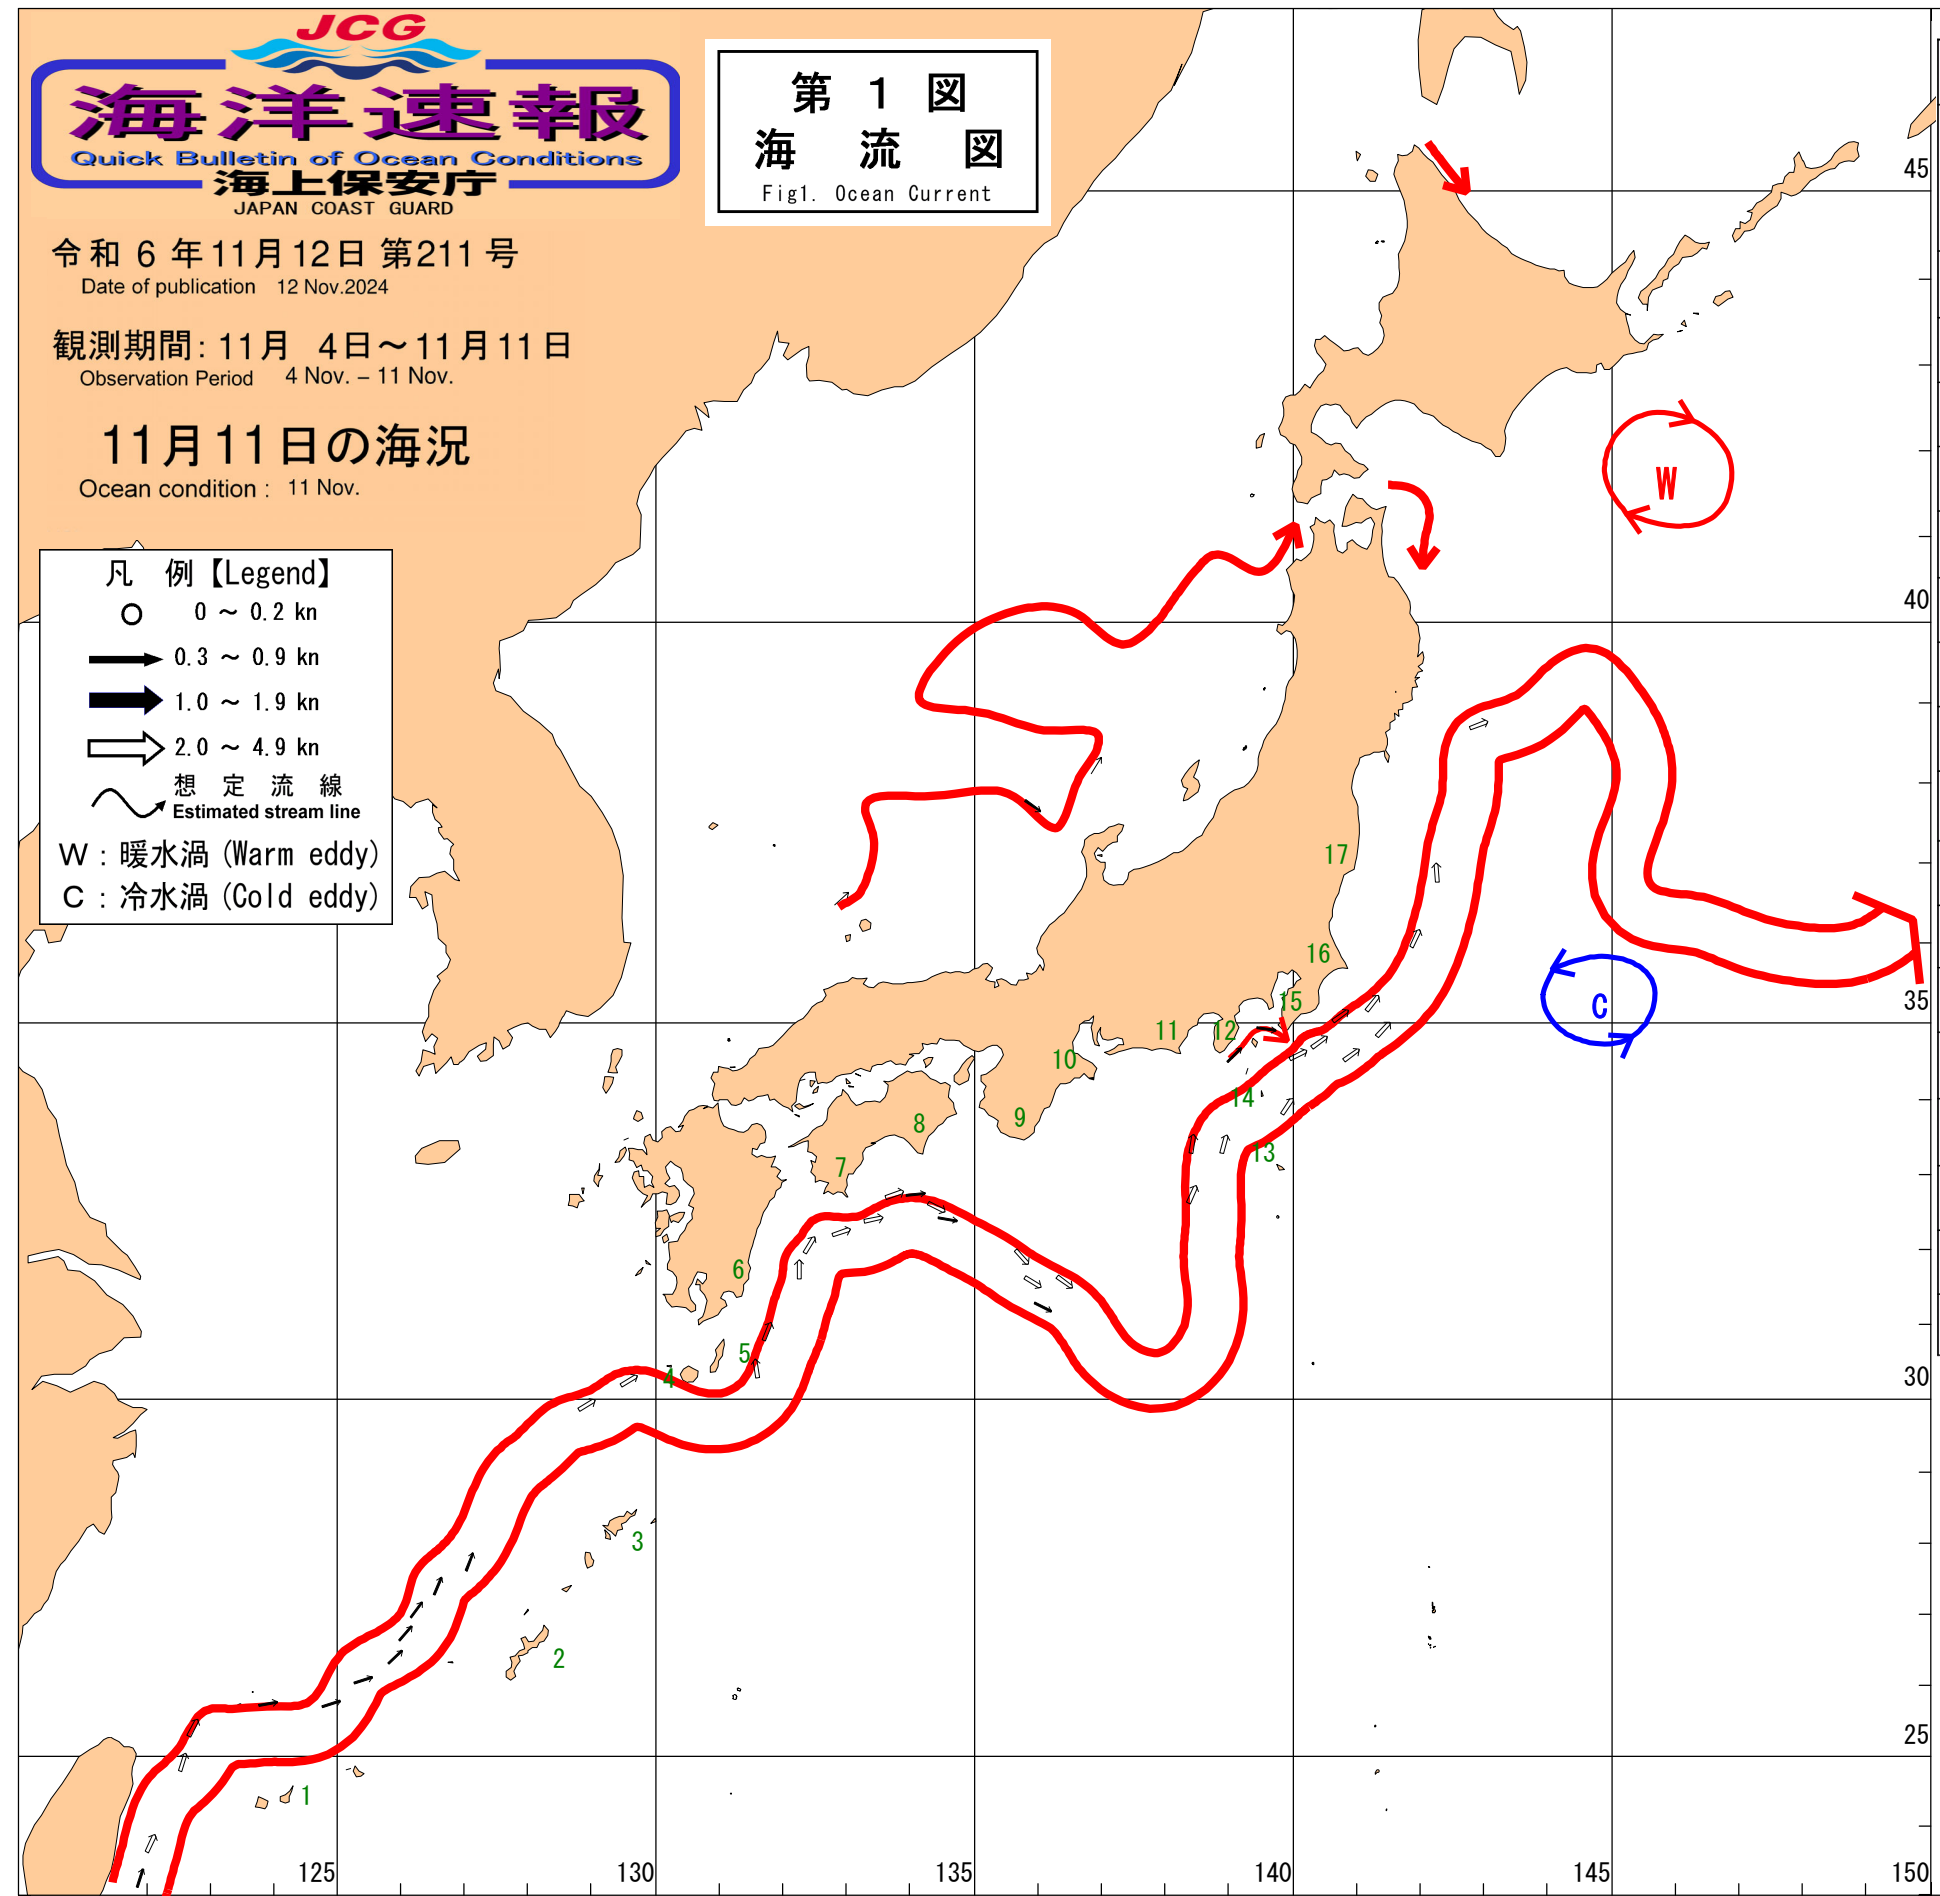 JCG
海洋速報
Quick Bulletin of Ocean Conditions
海上保安庁
JAPAN COAST GUARD
令和 6 年11月12日 第211号
Date of publication 12 Nov.2024
観測期間: 11月 4日～11月11日
Observation Period 4 Nov. – 11 Nov.
11月11日の海況
Ocean condition : 11 Nov.
第 1 図
海 流 図
Fig1. Ocean Current
凡 例【Legend】
0 ～ 0.2 kn
0.3 ～ 0.9 kn
1.0 ～ 1.9 kn
2.0 ～ 4.9 kn
想 定 流 線
Estimated stream line
W : 暖水渦 (Warm eddy)
C : 冷水渦 (Cold eddy)
45
W
40
17
16
C
35
15
12
11
10
14
9
8
13
7
6
5
4
30
3
2
25
1
125
130
135
140
145
150